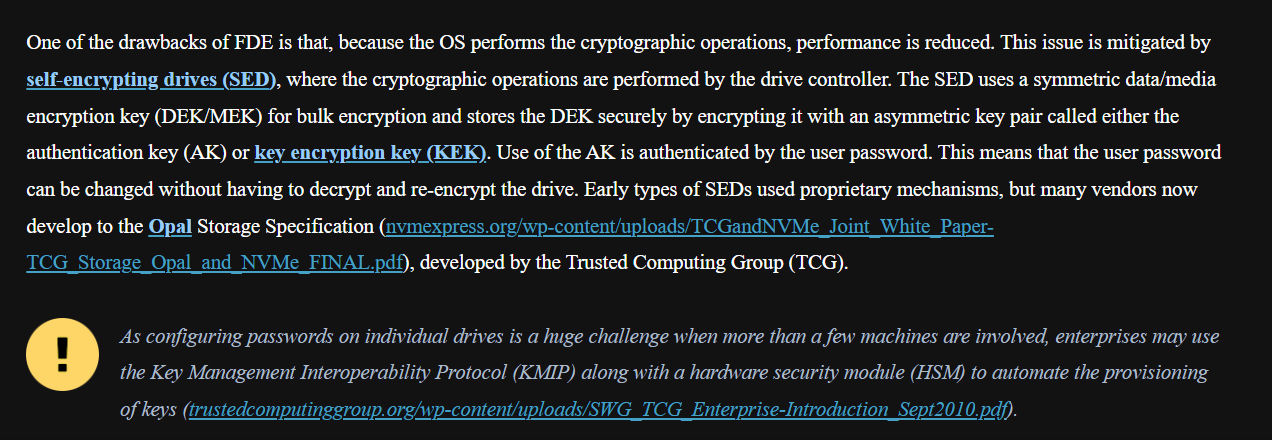 One of the drawbacks of FDE is that, because the OS performs the cryptographic operations, performance is reduced. This issue is mitigated by
self-encrypting drives (SED), where the cryptographic operations are performed by the drive controller. The SED uses a symmetric data/media
encryption key (DEK/MEK) for bulk encryption and stores the DEK securely by encrypting it with an asymmetric key pair called either the
authentication key (AK) or key encryption key (KEK). Use of the AK is authenticated by the user password. This means that the user password
can be changed without having to decrypt and re-encrypt the drive. Early types of SEDs used proprietary mechanisms, but many vendors now
develop to the Opal Storage Specification (nvmexpress.org/wp-content/uploads/TCGandNVMe_Joint_White_Paper-
TCG_Storage_Opal_and_NVMe_FINAL.pdf), developed by the Trusted Computing Group (TCG).
As configuring passwords on individual drives is a huge challenge when more than a few machines are involved, enterprises may use
the Key Management Interoperability Protocol (KMIP) along with a hardware security module (HSM) to automate the provisioning
of keys (trustedcomputinggroup.org/wp-content/uploads/SWG_TCG_Enterprise-Introduction_Sept2010.pdf).